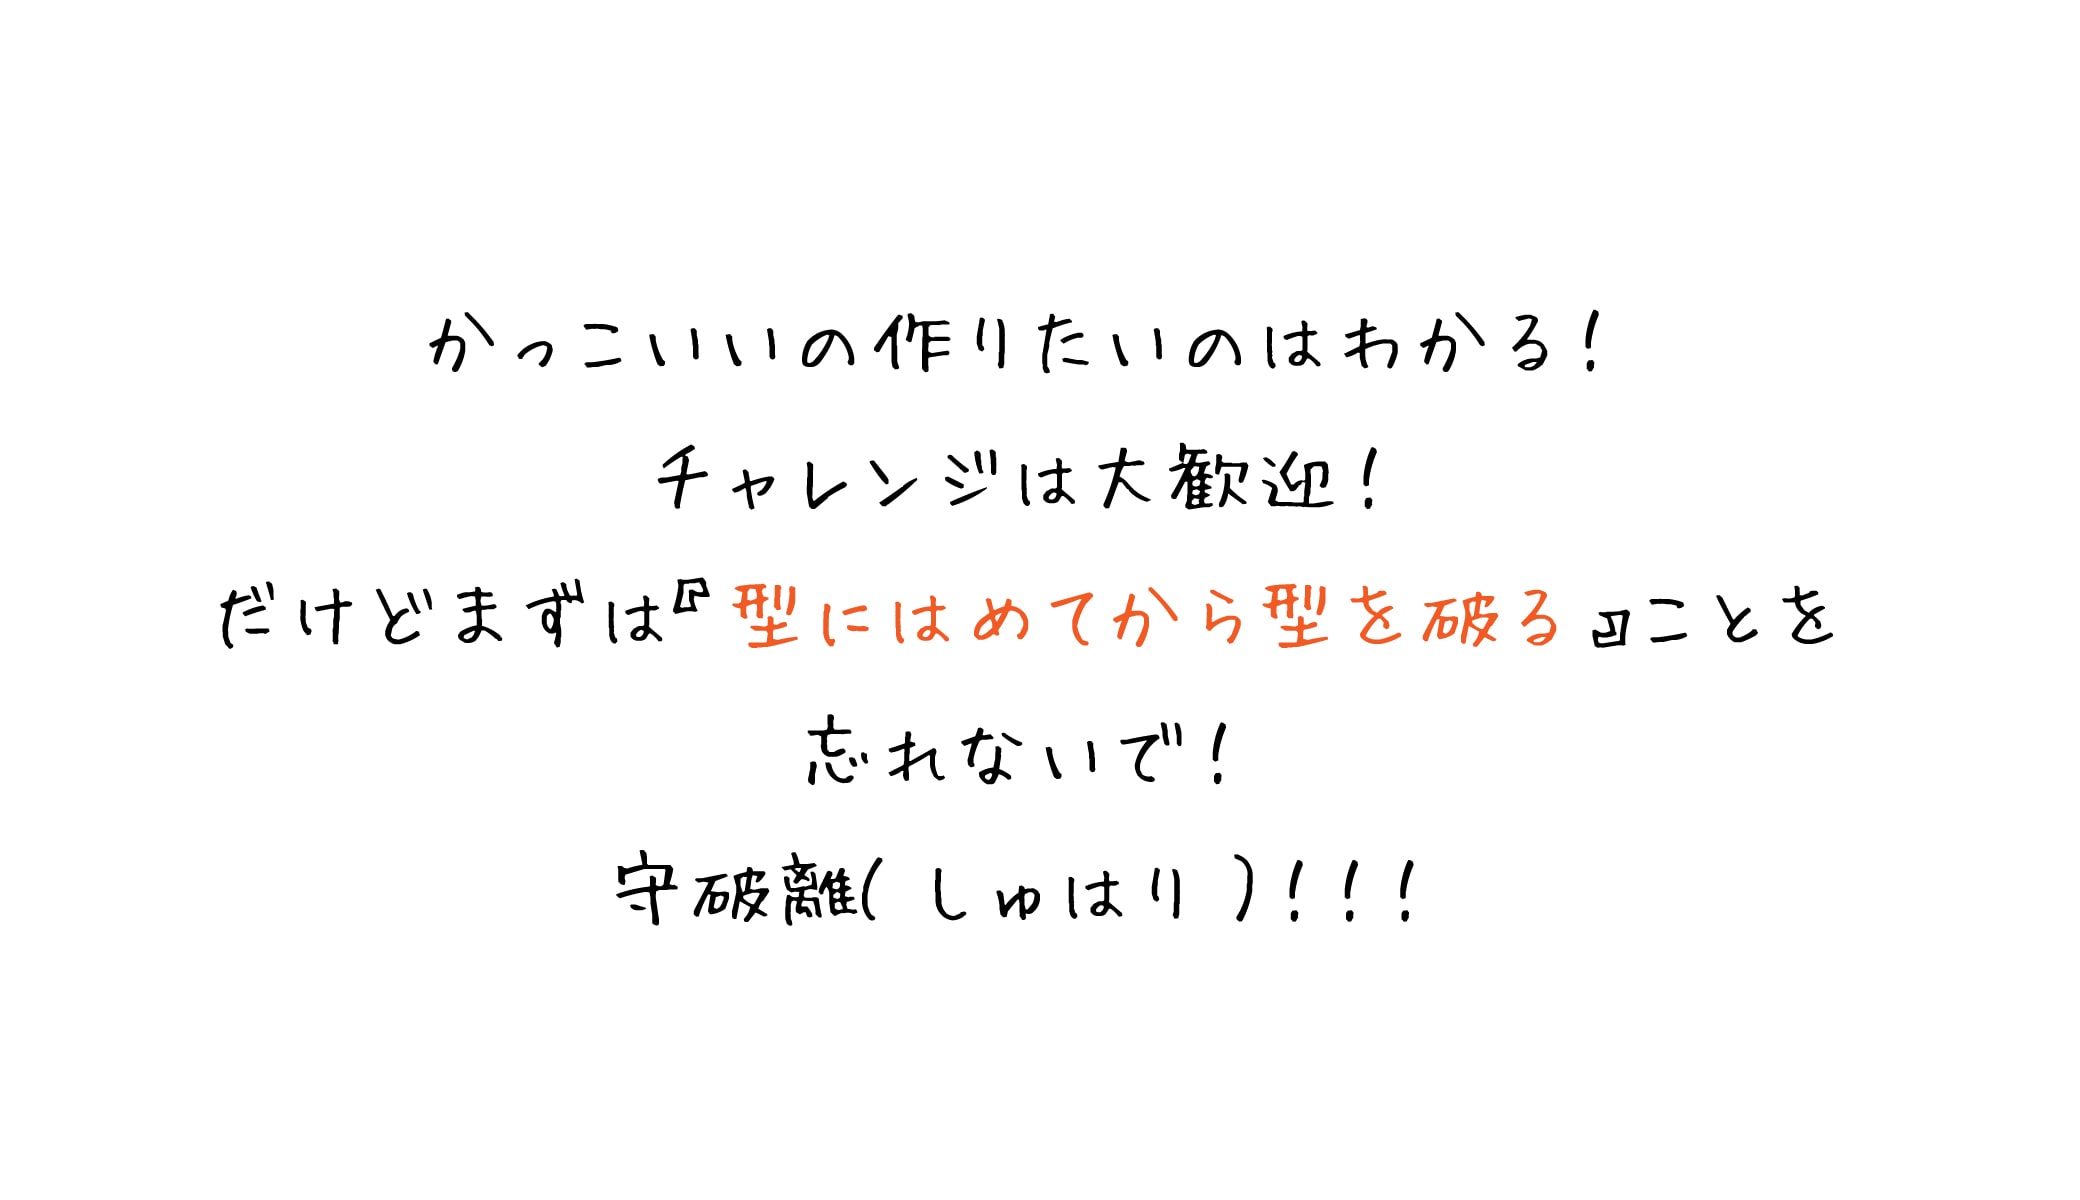 かっこいいの作りたいのはわかる！
チャレンジは大歓迎！
だけどまずは『型にはめてから型を破る』ことを
忘れないで！
守破離(しゅはり)！！！